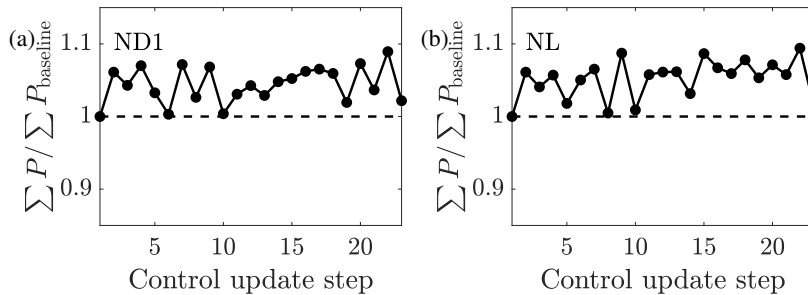 (a)
ND1
1.1
1
0.9
∑ P / ∑ P_baseline
5
10
15
20
Control update step
(b)
NL
1.1
1
0.9
∑ P / ∑ P_baseline
5
10
15
20
Control update step